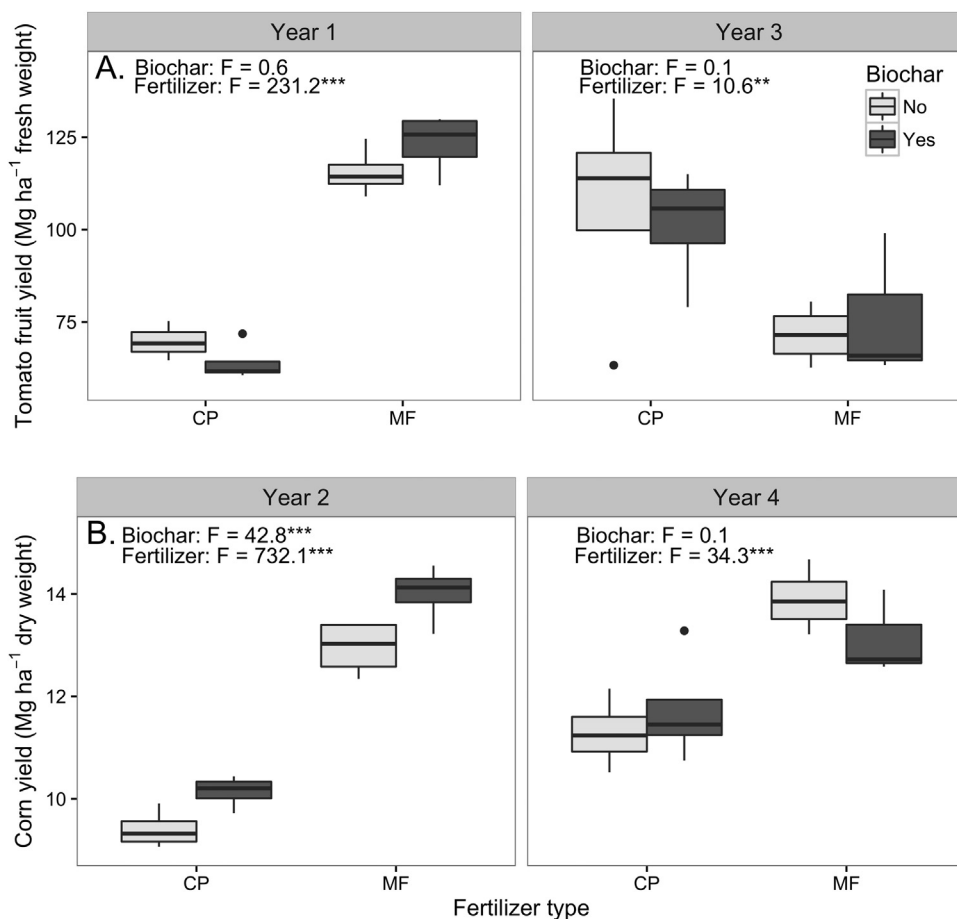 Year 1
Year 3
A.
Biochar: F = 0.6
Fertilizer: F = 231.2***
Biochar: F = 0.1
Fertilizer: F = 10.6**
Biochar
No
Yes
Tomato fruit yield (Mg ha⁻¹ fresh weight)
125
100
75
CP
MF
CP
MF
Year 2
Year 4
B.
Biochar: F = 42.8***
Fertilizer: F = 732.1***
Biochar: F = 0.1
Fertilizer: F = 34.3***
Corn yield (Mg ha⁻¹ dry weight)
14
12
10
CP
MF
CP
MF
Fertilizer type